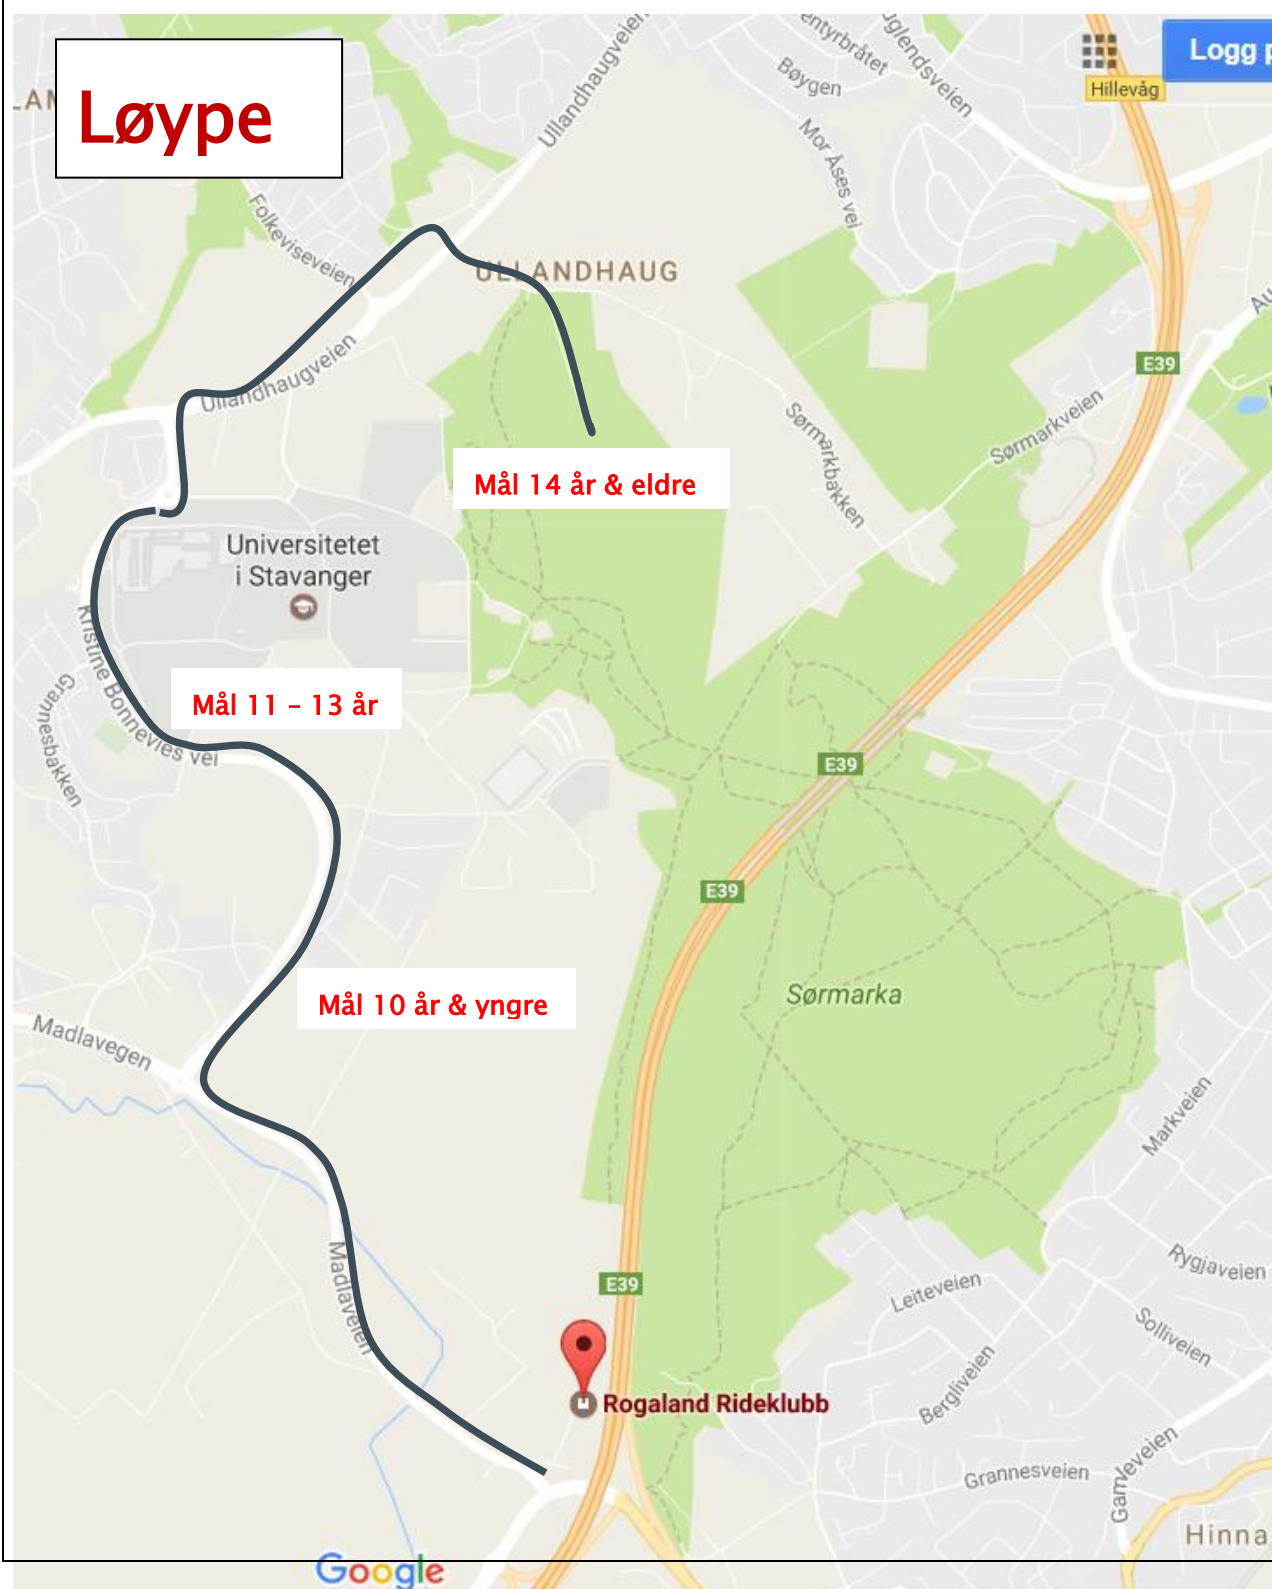 Løype
Logg
Hillevåg
Ullandhaugveien
Bøygen
Mor Åses vei
Folkeviseveien
ULLANDHAUG
E39
Ullandhaugveien
Sørmarkveien
Sørmarkbakken
Mål 14 år & eldre
Universitetet
i Stavanger
Kristine Bonnevies vei
Grannesbakken
Mål 11 – 13 år
E39
E39
Mål 10 år & yngre
Sørmarka
Madlavegen
Markveien
Madlaveien
Rygjaveien
E39
Leiteveien
Solliveien
Bergliveien
Rogaland Rideklubb
Grannesveien
Gamleveien
Hinna
Google